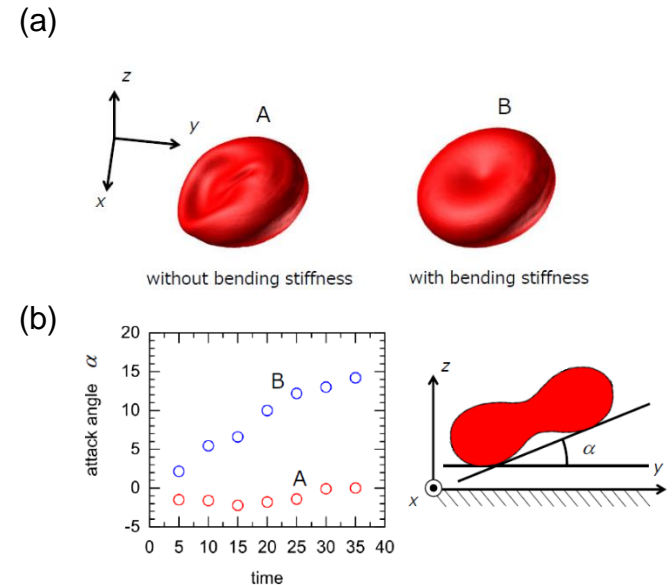 (a)
z
y
x
A
B
without bending stiffness
with bending stiffness
(b)
attack angle α
20
15
10
5
0
-5
B
A
0 5 10 15 20 25 30 35 40
time
z
α
y
x